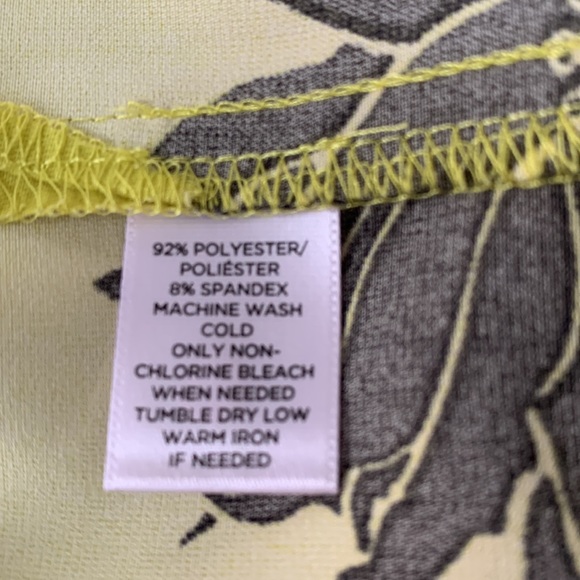 92% POLYESTER/
POLIÉSTER
8% SPANDEX
MACHINE WASH
COLD
ONLY NON-
CHLORINE BLEACH
WHEN NEEDED
TUMBLE DRY LOW
WARM IRON
IF NEEDED